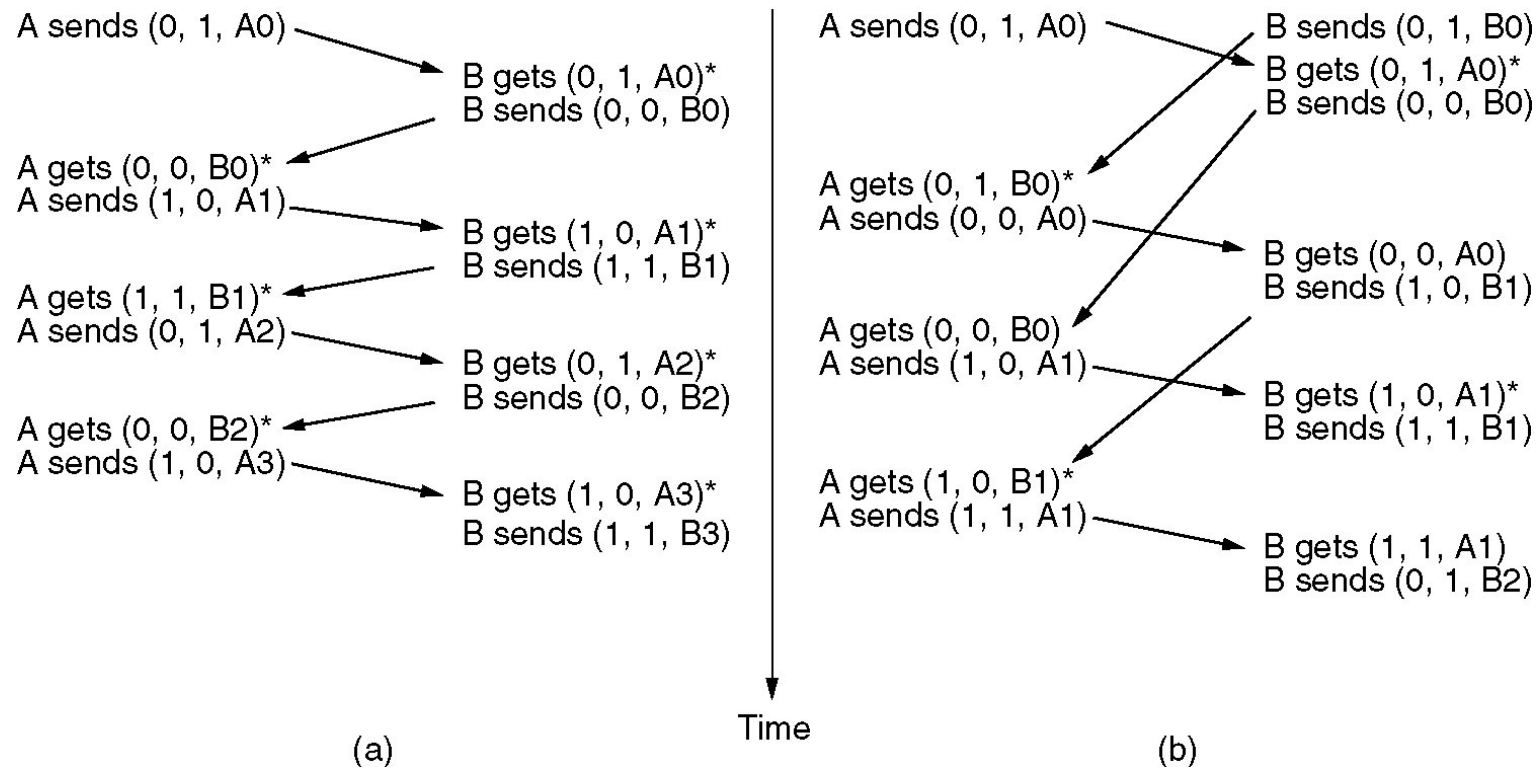 A sends (0, 1, A0)
B gets (0, 1, A0)*
B sends (0, 0, B0)
A gets (0, 0, B0)*
A sends (1, 0, A1)
B gets (1, 0, A1)*
B sends (1, 1, B1)
A gets (1, 1, B1)*
A sends (0, 1, A2)
B gets (0, 1, A2)*
B sends (0, 0, B2)
A gets (0, 0, B2)*
A sends (1, 0, A3)
B gets (1, 0, A3)*
B sends (1, 1, B3)
(a)
Time
A sends (0, 1, A0)
B sends (0, 1, B0)
B gets (0, 1, A0)*
B sends (0, 0, B0)
A gets (0, 1, B0)*
A sends (0, 0, A0)
B gets (0, 0, A0)
B sends (1, 0, B1)
A gets (0, 0, B0)
A sends (1, 0, A1)
B gets (1, 0, A1)*
B sends (1, 1, B1)
A gets (1, 0, B1)*
A sends (1, 1, A1)
B gets (1, 1, A1)
B sends (0, 1, B2)
(b)